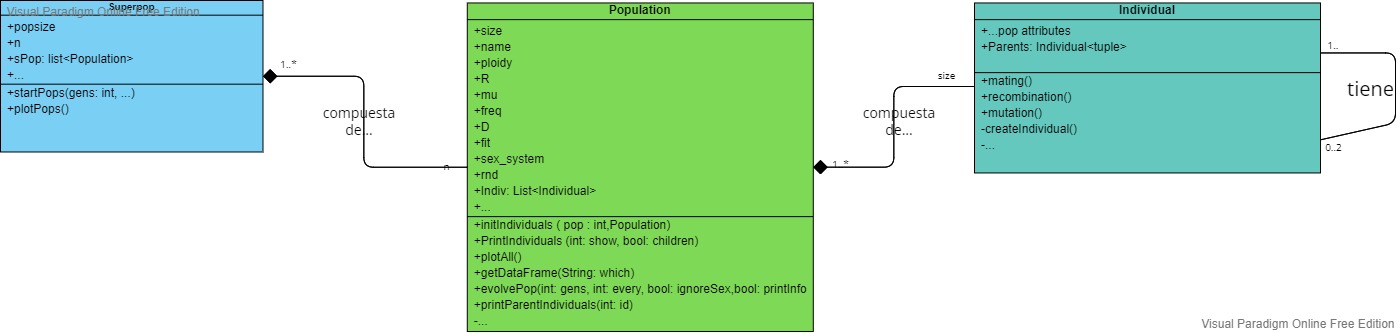 Superpop
Visual Paradigm Online Free Edition
+popsize
+n
+sPop: list<Population>
+...
+startPops(gens: int, ...)
+plotPops()
1..*
compuesta
de...
n
Population
+size
+name
+ploidy
+R
+mu
+freq
+D
+fit
+sex_system
+rnd
+Indiv: List<Individual>
+...
+initIndividuals ( pop : int,Population)
+PrintIndividuals (int: show, bool: children)
+plotAll()
+getDataFrame(String: which)
+evolvePop(int: gens, int: every, bool: ignoreSex,bool: printInfo
+printParentIndividuals(int: id)
-...
1..*
compuesta
de...
size
Individual
+...pop attributes
+Parents: Individual<tuple>
+mating()
+recombination()
+mutation()
-createIndividual()
-...
1..
tiene
0..2
Visual Paradigm Online Free Edition